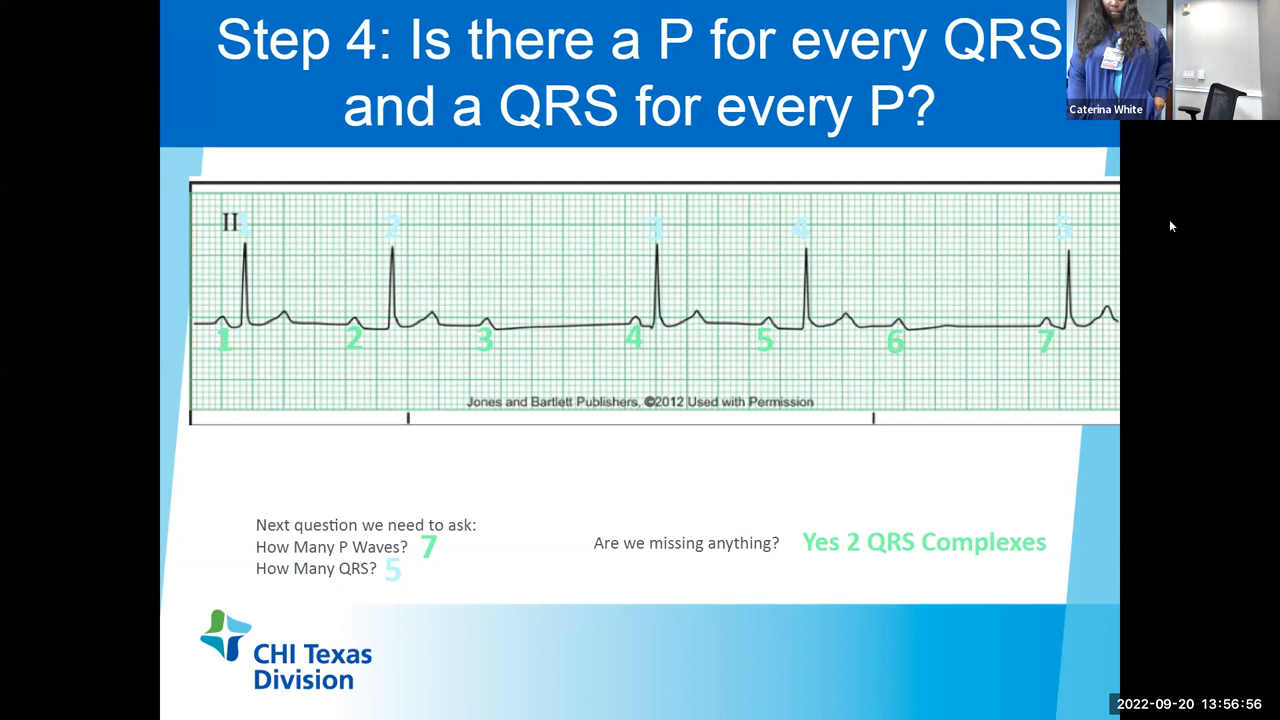 Step 4: Is there a P for every QRS
and a QRS for every P?
Caterina White
II
1
2
3
4
5
1
2
3
4
5
6
7
Jones and Bartlett Publishers, ©2012 Used with Permission
Next question we need to ask:
How Many P Waves? 7
How Many QRS? 5
Are we missing anything? Yes 2 QRS Complexes
CHI Texas
Division
2022-09-20 13:56:56